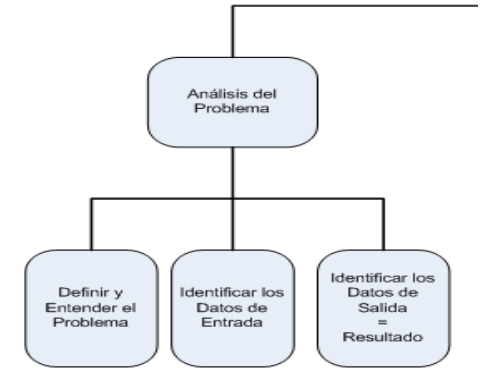 Análisis del
Problema
Definir y
Entender el
Problema
Identificar los
Datos de
Entrada
Identificar los
Datos de
Salida
=
Resultado